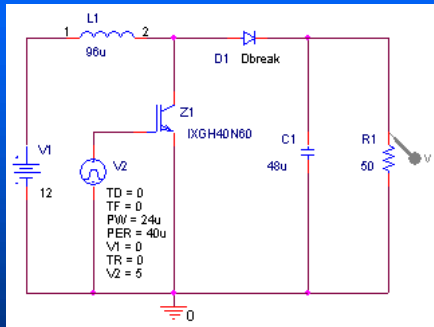 L1
1 2
96u
D1 Dbreak
Z1
IXGH40N60
V1
12
V2
TD = 0
TF = 0
PW = 24u
PER = 40u
V1 = 0
TR = 0
V2 = 5
C1
48u
R1
50
V
0